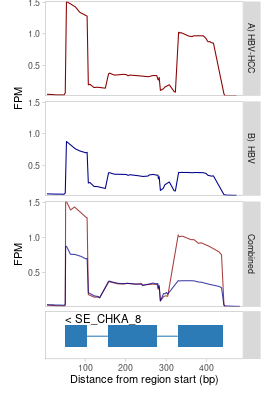 1.5
1.0
0.5
FPM
A) HBV-HCC
1.5
1.0
0.5
B) HBV
1.5
1.0
0.5
FPM
Combined
< SE_CHKA_8
100 200 300 400
Distance from region start (bp)